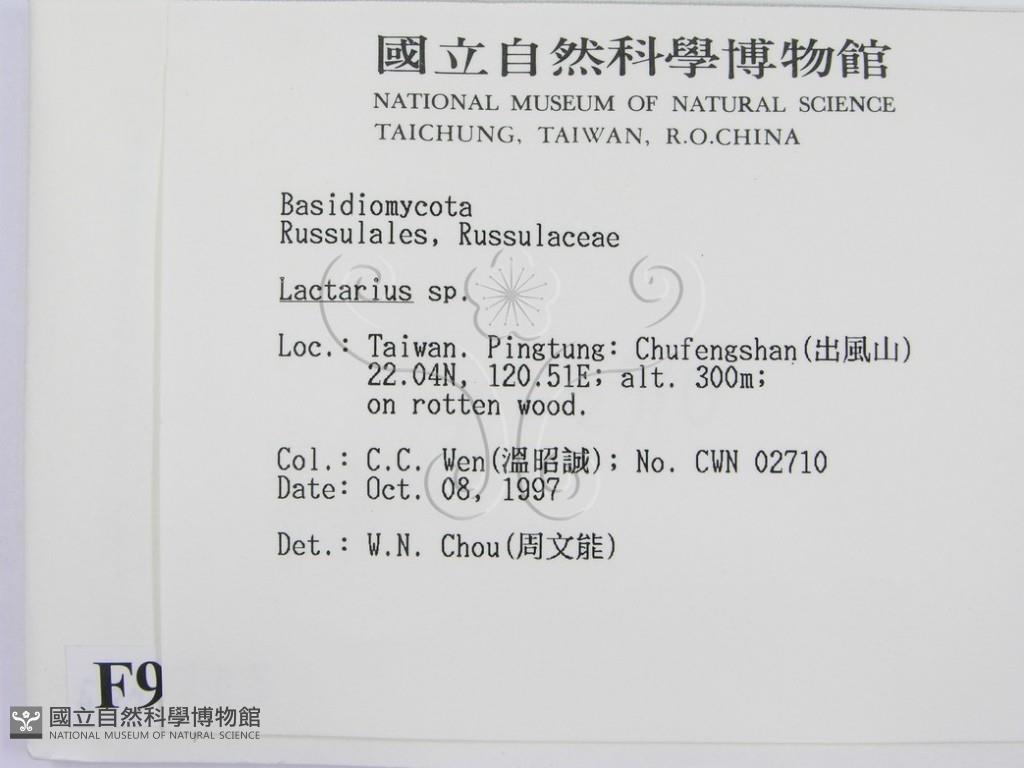 國立自然科學博物館
NATIONAL MUSEUM OF NATURAL SCIENCE
TAICHUNG, TAIWAN, R.O.CHINA
Basidiomycota
Russulales, Russulaceae
Lactarius sp.
Loc.: Taiwan. Pingtung: Chufengshan(出風山)
22.04N, 120.51E; alt. 300m;
on rotten wood.
Col.: C.C. Wen(溫昭誠); No. CWN 02710
Date: Oct. 08, 1997
Det.: W.N. Chou(周文能)
F9
國立自然科學博物館
NATIONAL MUSEUM OF NATURAL SCIENCE